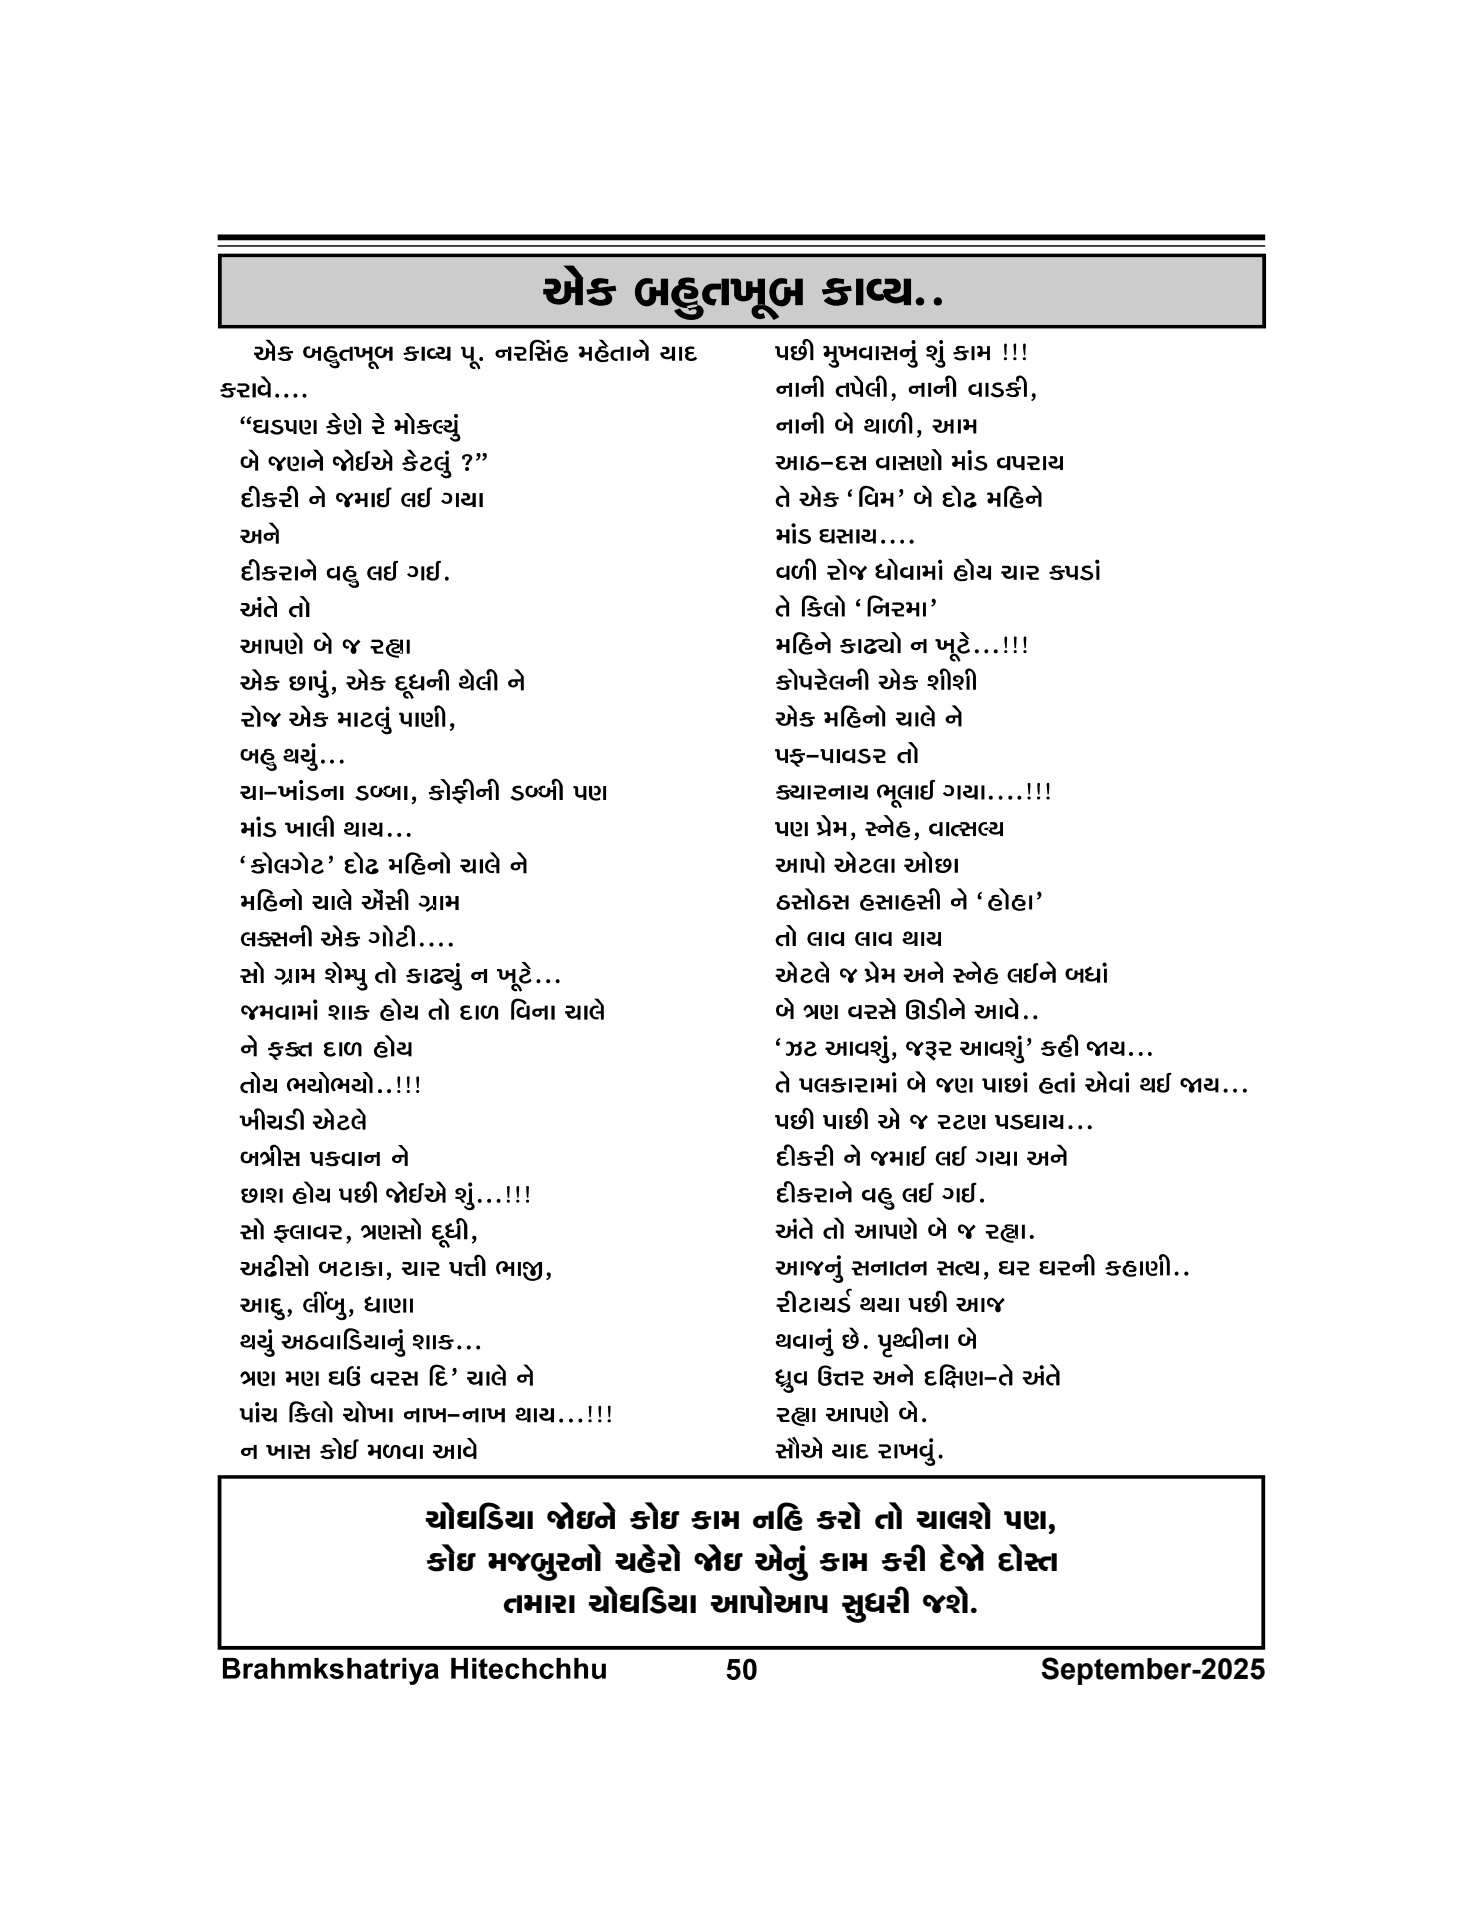 એક બહુતખૂબ કાવ્ય..
એક બહુતખૂબ કાવ્ય પૂ. નરસિંહ મહેતાને યાદ
કરાવે....
“ઘડપણ કેણે રે મોકલ્યું
બે જણને જોઈએ કેટલું ?”
દીકરી ને જમાઈ લઈ ગયા
અને
દીકરાને વહુ લઈ ગઈ.
અંતે તો
આપણે બે જ રહ્યા
એક છાપું, એક દૂધની થેલી ને
રોજ એક માટલું પાણી,
બહુ થયું...
ચા–ખાંડના ડબ્બા, કોફીની ડબ્બી પણ
માંડ ખાલી થાય...
‘કોલગેટ’ દોઢ મહિનો ચાલે ને
મહિનો ચાલે એંસી ગ્રામ
લક્સની એક ગોટી....
સો ગ્રામ શેમ્પુ તો કાઢ્યું ન ખૂટે...
જમવામાં શાક હોય તો દાળ વિના ચાલે
ને ફક્ત દાળ હોય
તોય ભયોભયો..!!!
ખીચડી એટલે
બત્રીસ પકવાન ને
છાશ હોય પછી જોઈએ શું...!!!
સો ફ્લાવર, ત્રણસો દૂધી,
અઢીસો બટાકા, ચાર પત્તી ભાજી,
આદુ, લીંબુ, ધાણા
થયું અઠવાડિયાનું શાક...
ત્રણ મણ ઘઉં વરસ દિ’ ચાલે ને
પાંચ કિલો ચોખા નાખ–નાખ થાય...!!!
ન ખાસ કોઈ મળવા આવે
પછી મુખવાસનું શું કામ !!!
નાની તપેલી, નાની વાડકી,
નાની બે થાળી, આમ
આઠ–દસ વાસણો માંડ વપરાય
તે એક ‘વિમ’ બે દોઢ મહિને
માંડ ઘસાય....
વળી રોજ ધોવામાં હોય ચાર કપડાં
તે કિલો ‘નિરમા’
મહિને કાઢ્યો ન ખૂટે...!!!
કોપરેલની એક શીશી
એક મહિનો ચાલે ને
પફ–પાવડર તો
ક્યારનાય ભૂલાઈ ગયા....!!!
પણ પ્રેમ, સ્નેહ, વાત્સલ્ય
આપો એટલા ઓછા
ઠસોઠસ હસાહસી ને ‘હોહા’
તો લાવ લાવ થાય
એટલે જ પ્રેમ અને સ્નેહ લઈને બધાં
બે ત્રણ વરસે ઊડીને આવે..
‘ઝટ આવશું, જરૂર આવશું’ કહી જાય...
તે પલકારામાં બે જણ પાછાં હતાં એવાં થઈ જાય...
પછી પાછી એ જ રટણ પડઘાય...
દીકરી ને જમાઈ લઈ ગયા અને
દીકરાને વહુ લઈ ગઈ.
અંતે તો આપણે બે જ રહ્યા.
આજનું સનાતન સત્ય, ઘર ઘરની કહાણી..
રીટાયર્ડ થયા પછી આજ
થવાનું છે. પૃથ્વીના બે
ધ્રુવ ઉત્તર અને દક્ષિણ–તે અંતે
રહ્યા આપણે બે.
સૌએ યાદ રાખવું.
ચોઘડિયા જોઇને કોઇ કામ નહિ કરો તો ચાલશે પણ,
કોઇ મજબુરનો ચહેરો જોઇ એનું કામ કરી દેજો દોસ્ત
તમારા ચોઘડિયા આપોઆપ સુધરી જશે.
Brahmkshatriya Hitechchhu 50 September-2025